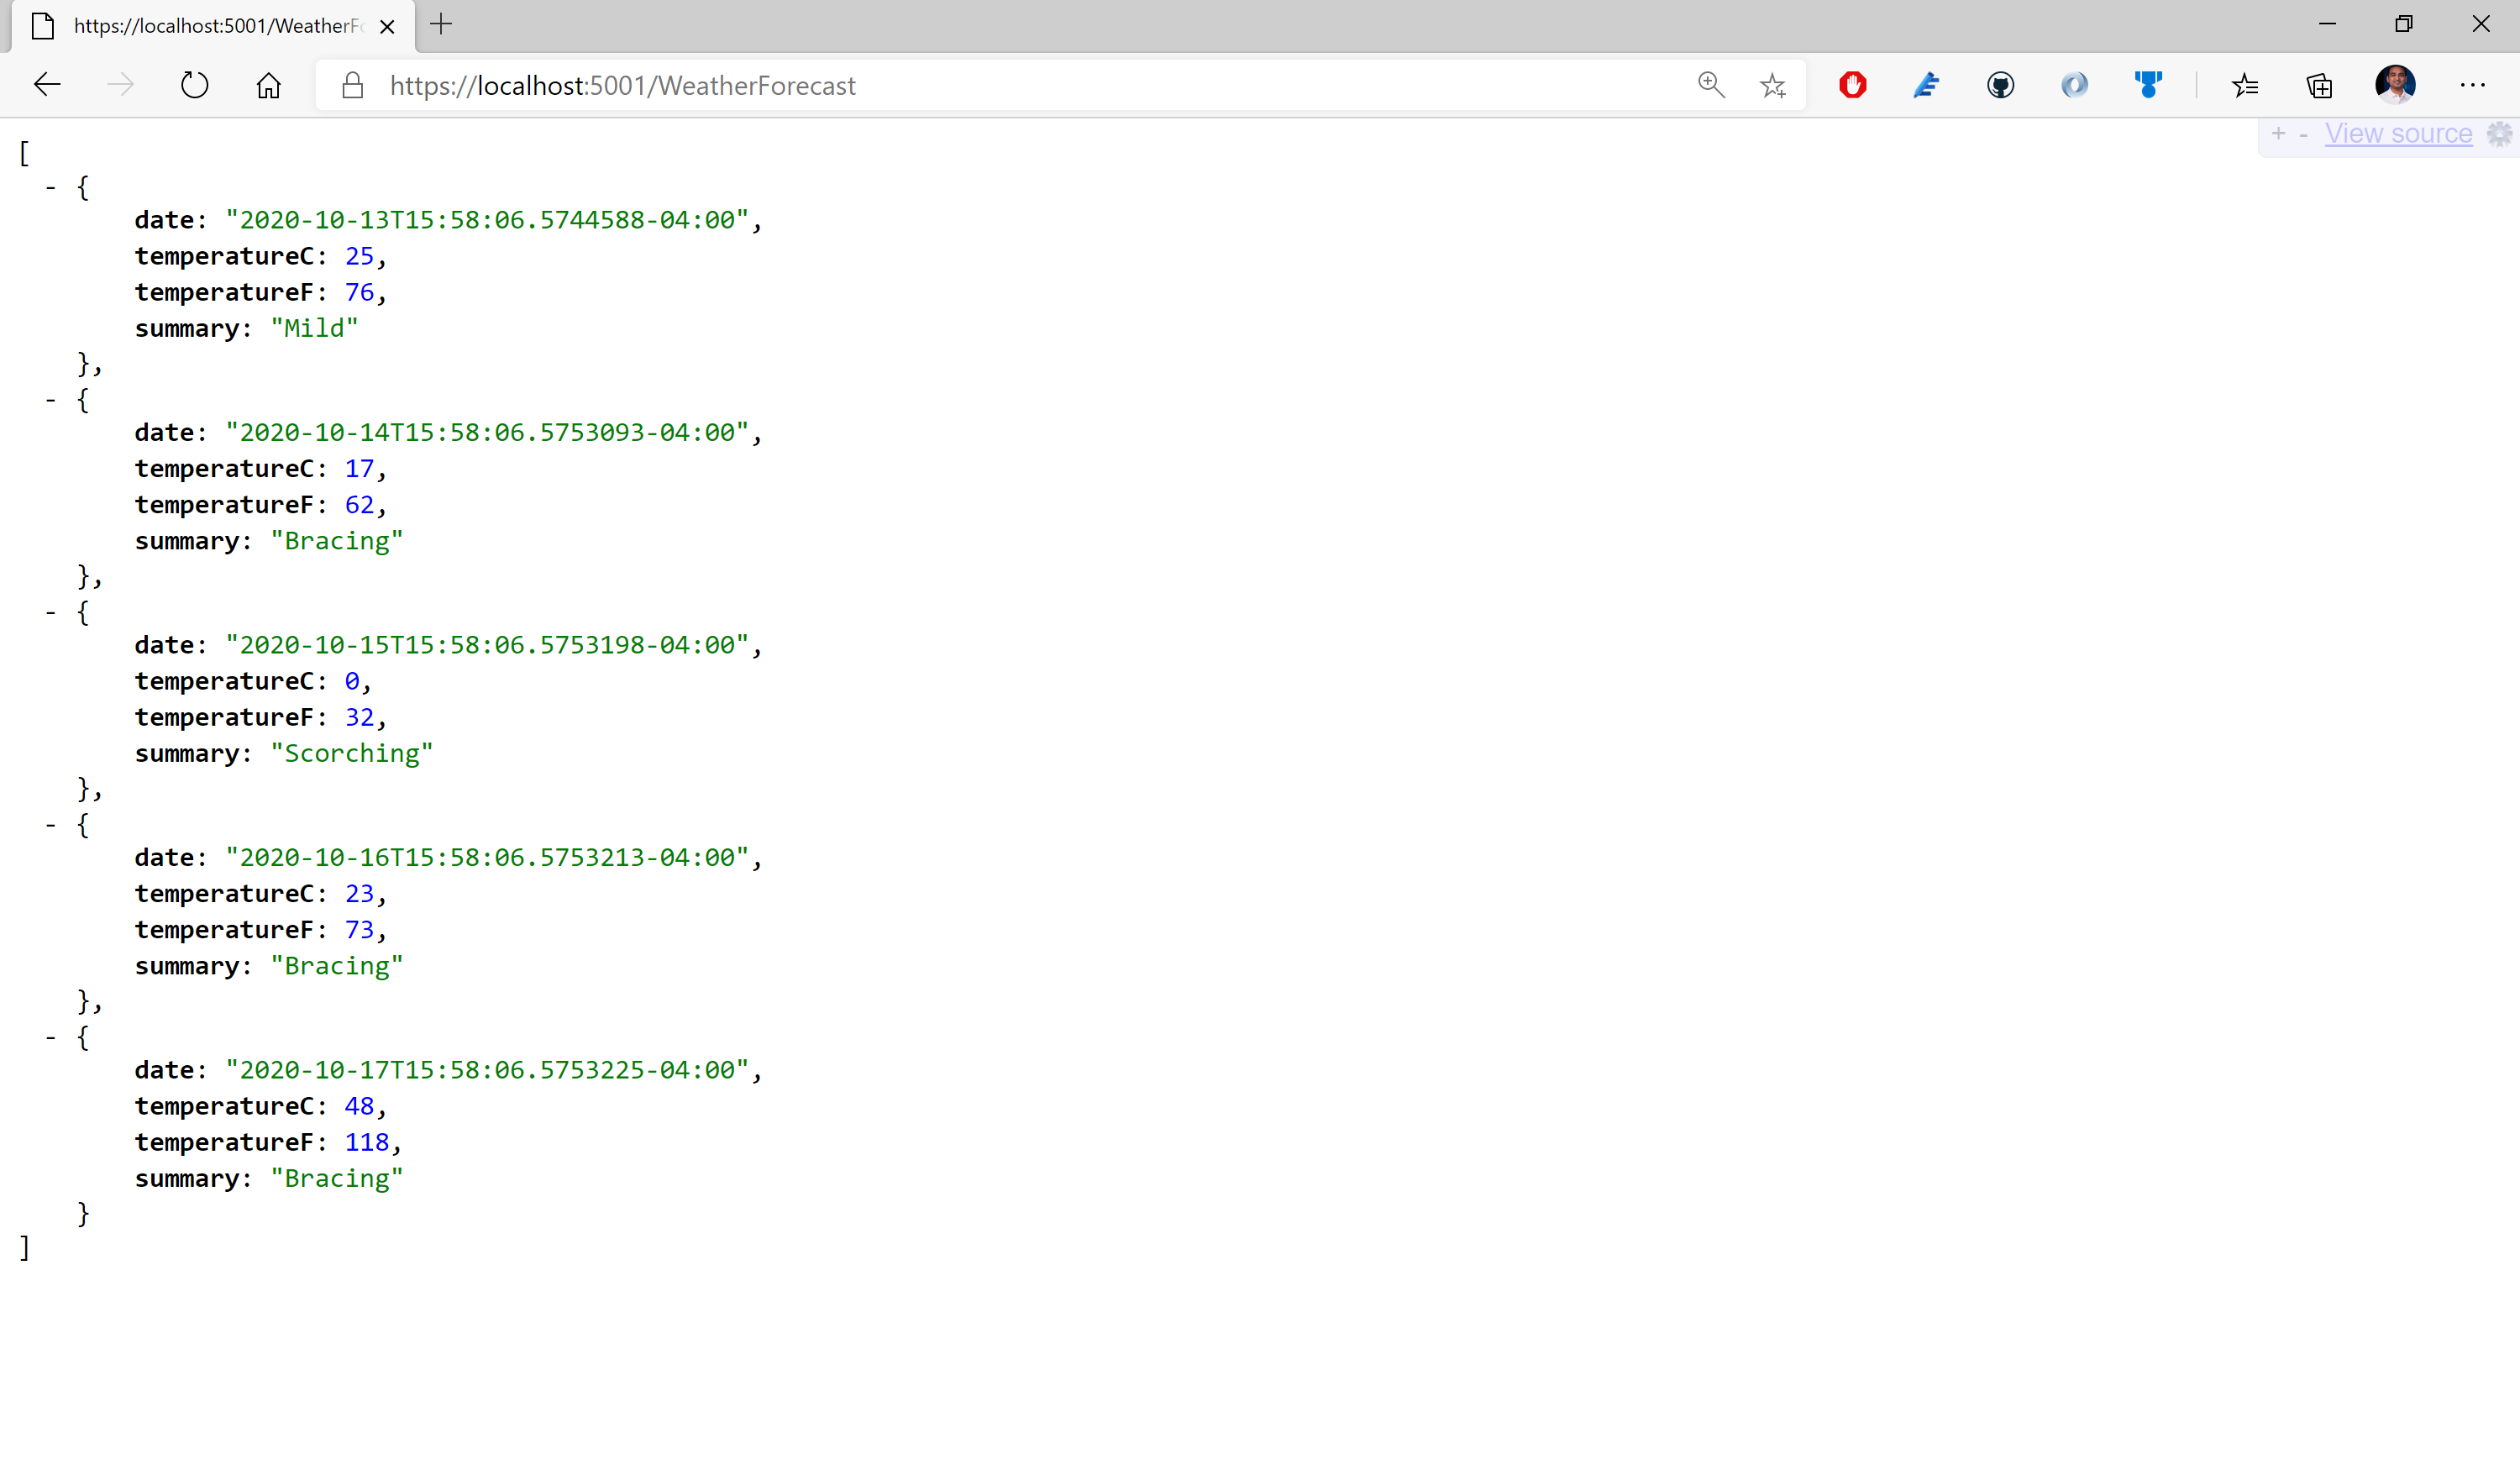 https://localhost:5001/WeatherF
https://localhost:5001/WeatherForecast
+ - View source
[
- {
date: "2020-10-13T15:58:06.5744588-04:00",
temperatureC: 25,
temperatureF: 76,
summary: "Mild"
},
- {
date: "2020-10-14T15:58:06.5753093-04:00",
temperatureC: 17,
temperatureF: 62,
summary: "Bracing"
},
- {
date: "2020-10-15T15:58:06.5753198-04:00",
temperatureC: 0,
temperatureF: 32,
summary: "Scorching"
},
- {
date: "2020-10-16T15:58:06.5753213-04:00",
temperatureC: 23,
temperatureF: 73,
summary: "Bracing"
},
- {
date: "2020-10-17T15:58:06.5753225-04:00",
temperatureC: 48,
temperatureF: 118,
summary: "Bracing"
}
]